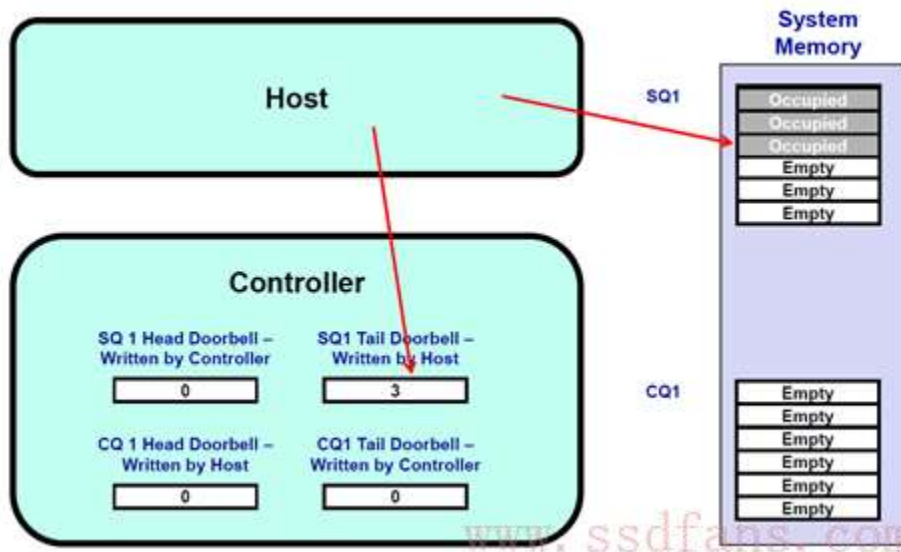 System
Memory
Host
SQ1
Occupied
Occupied
Occupied
Empty
Empty
Empty
Controller
SQ 1 Head Doorbell –
Written by Controller
0
SQ1 Tail Doorbell –
Written by Host
3
CQ 1 Head Doorbell –
Written by Host
0
CQ1 Tail Doorbell –
Written by Controller
0
CQ1
Empty
Empty
Empty
Empty
Empty
Empty
www.ssdfans.com